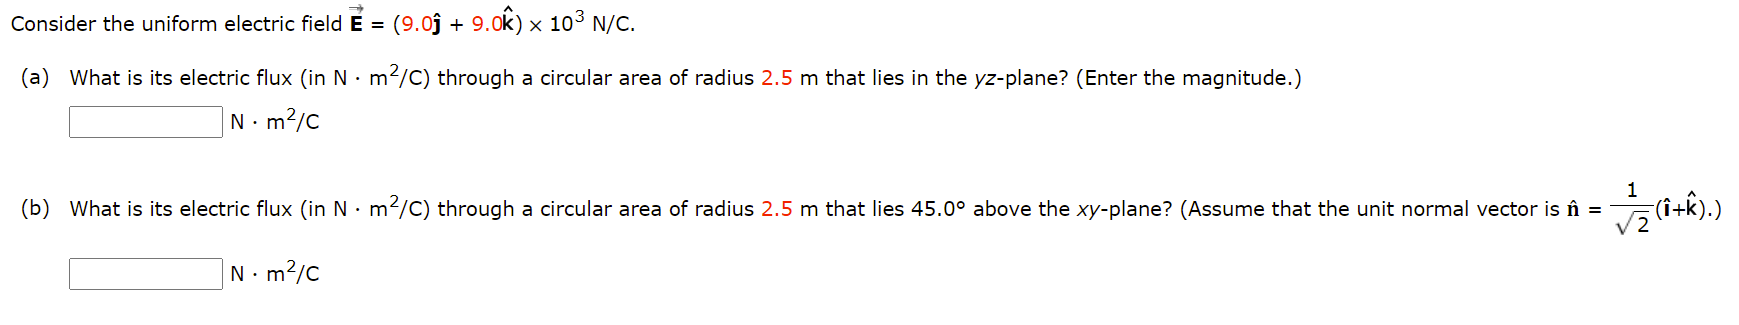 Consider the uniform electric field E⃗ = (9.0ĵ + 9.0k̂) × 10³ N/C.
(a) What is its electric flux (in N · m²/C) through a circular area of radius 2.5 m that lies in the yz-plane? (Enter the magnitude.)
N · m²/C
(b) What is its electric flux (in N · m²/C) through a circular area of radius 2.5 m that lies 45.0° above the xy-plane? (Assume that the unit normal vector is n̂ = 1/√2 (î+k̂).)
N · m²/C